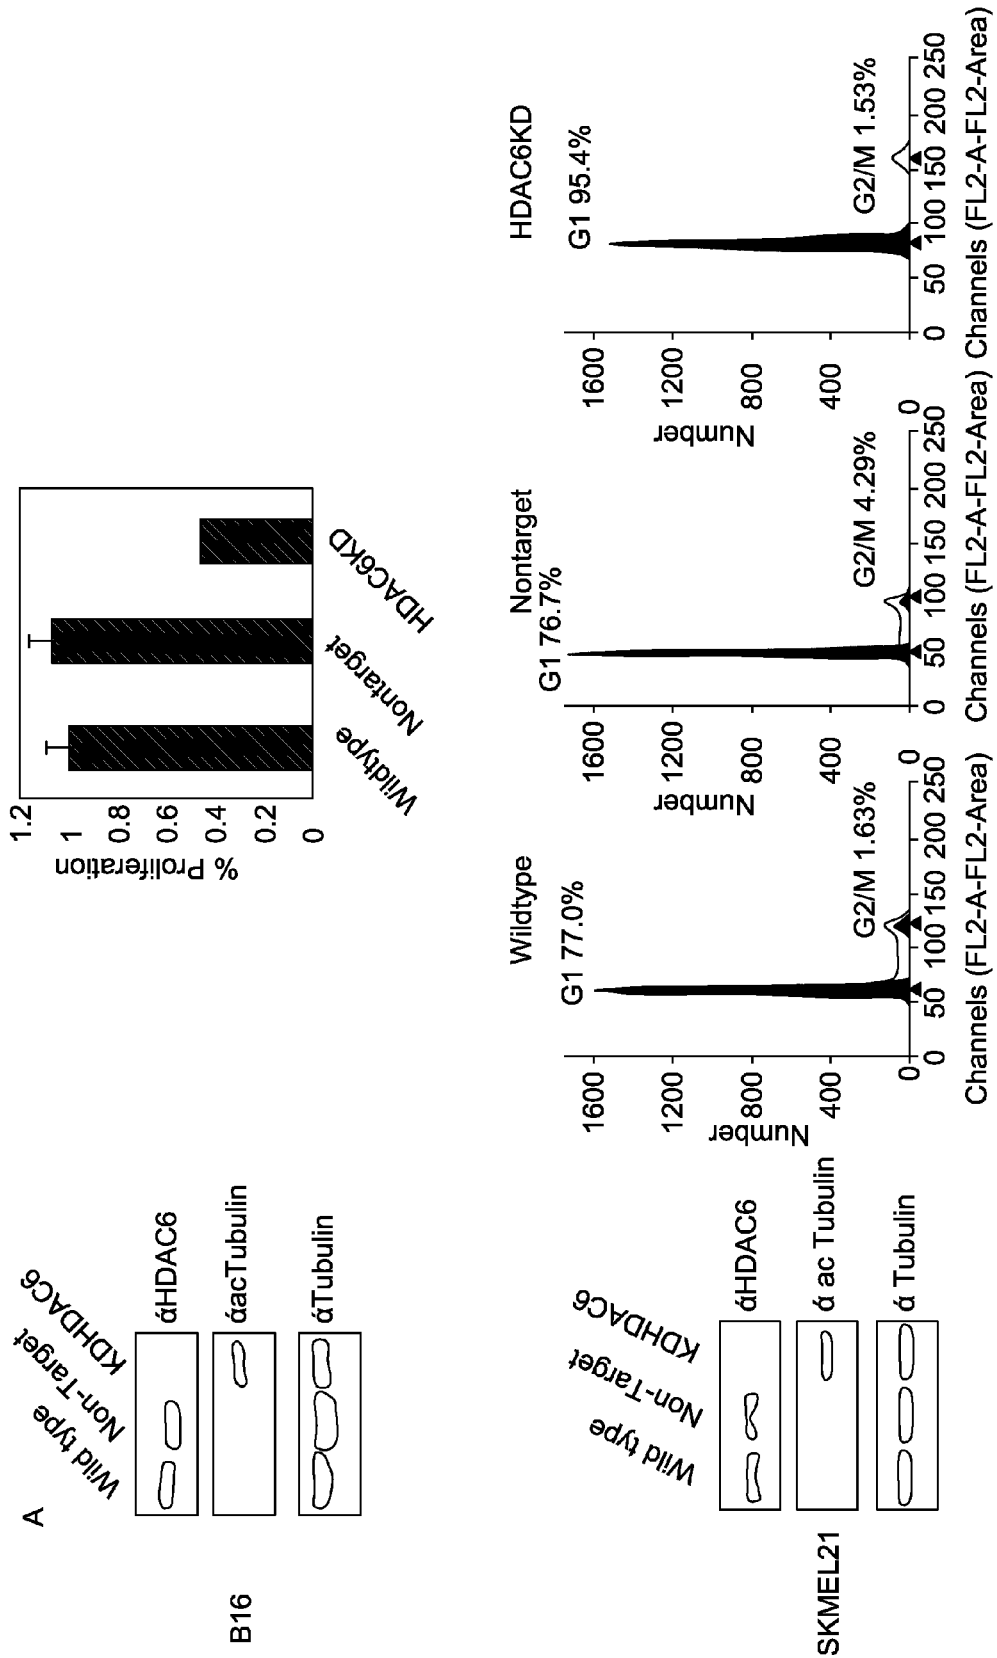 A
B16
Wild type
Non-Target
KDHDAC6
άHDAC6
άacTubulin
άTubulin
% Proliferation
1.2
1
0.8
0.6
0.4
0.2
0
Wildtype
Nontarget
HDAC6KD
SKMEL21
Wild type
Non-Target
KDHDAC6
άHDAC6
ά ac Tubulin
ά Tubulin
Wildtype
G1 77.0%
G2/M 1.63%
Number
1600
1200
800
400
0
0 50 100 150 200 250
Channels (FL2-A-FL2-Area)
Nontarget
G1 76.7%
G2/M 4.29%
Number
1600
1200
800
400
0
0 50 100 150 200 250
Channels (FL2-A-FL2-Area)
HDAC6KD
G1 95.4%
G2/M 1.53%
Number
1600
1200
800
400
0
0 50 100 150 200 250
Channels (FL2-A-FL2-Area)